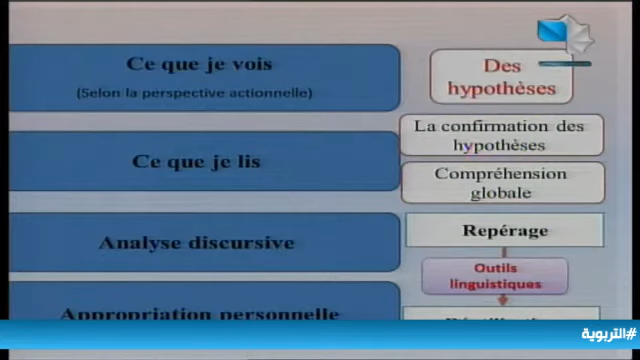 Ce que je vois
(Selon la perspective actionnelle)
Des
hypothèses
La confirmation des
hypothèses
Ce que je lis
Compréhension
globale
Analyse discursive
Repérage
Outils
linguistiques
Appropriation personnelle
#التربوية